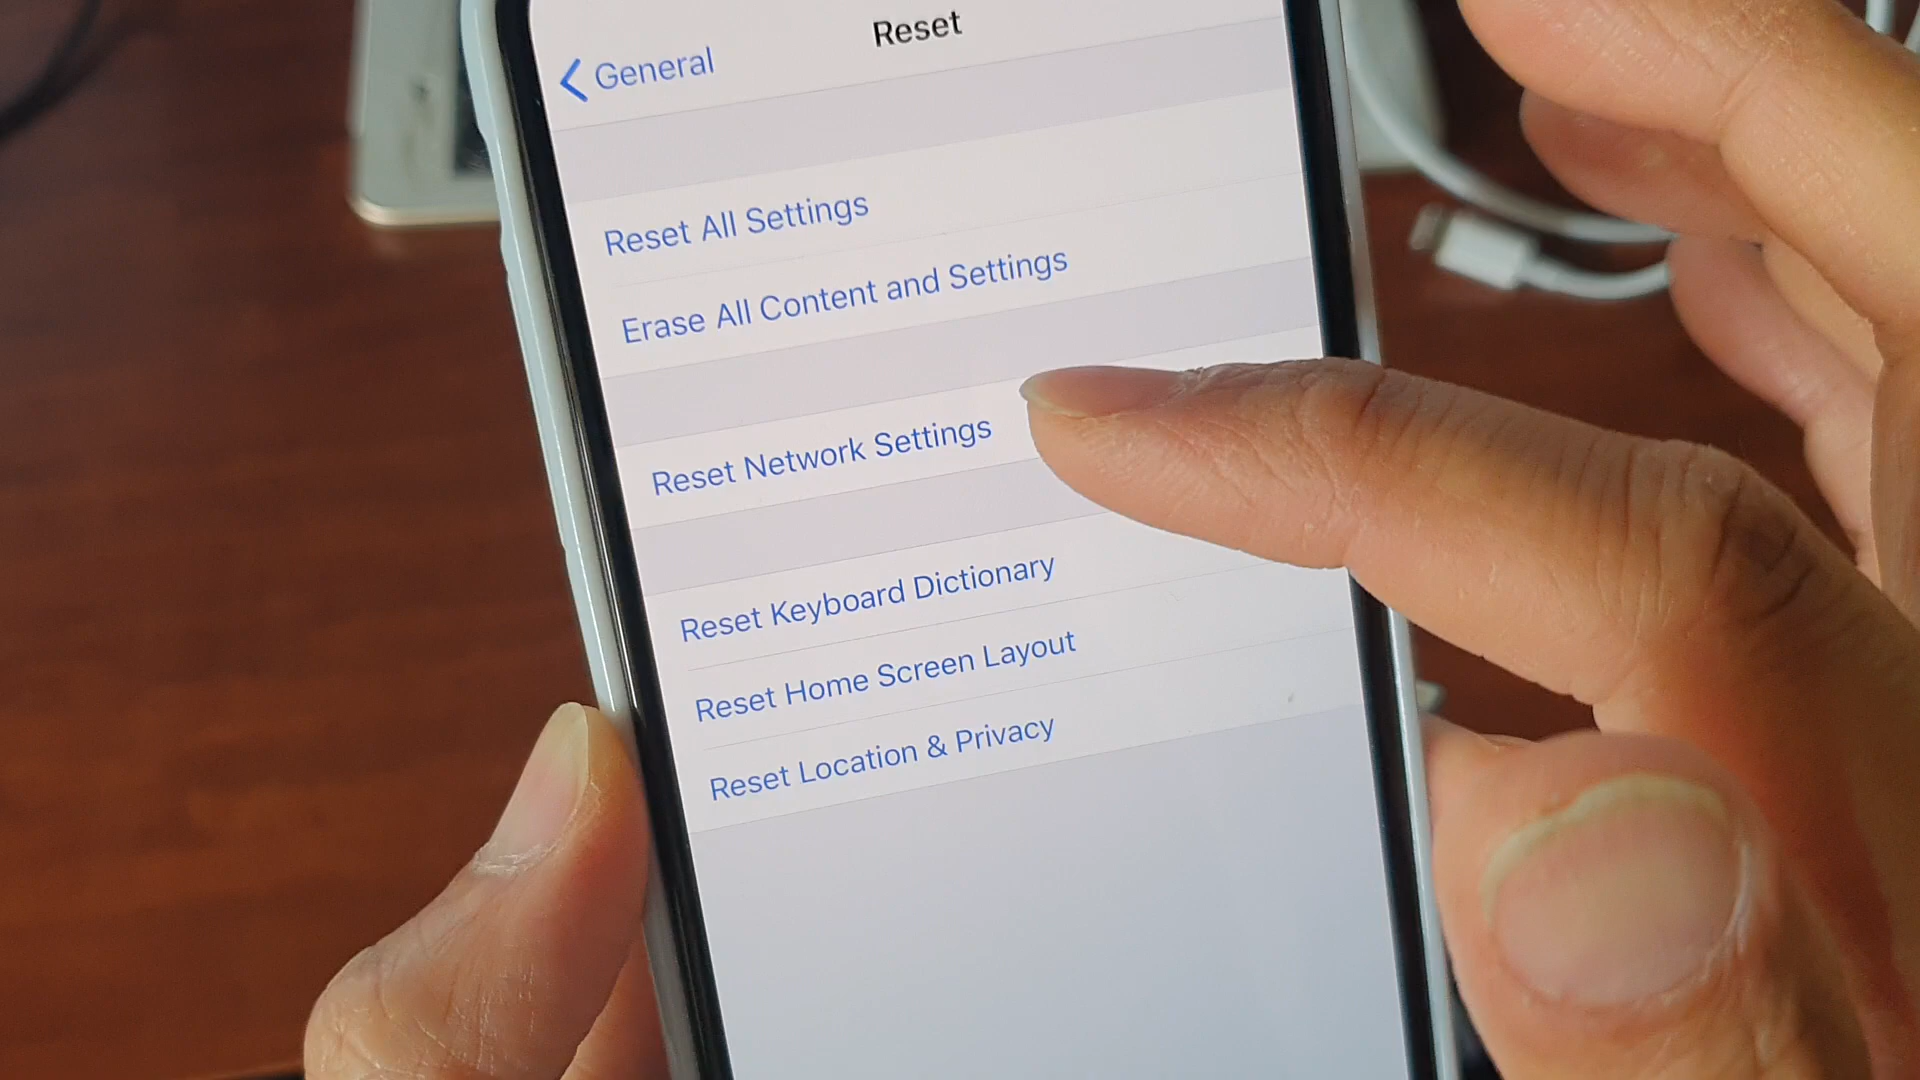 Reset
General
Reset All Settings
Erase All Content and Settings
Reset Network Settings
Reset Keyboard Dictionary
Reset Home Screen Layout
Reset Location & Privacy